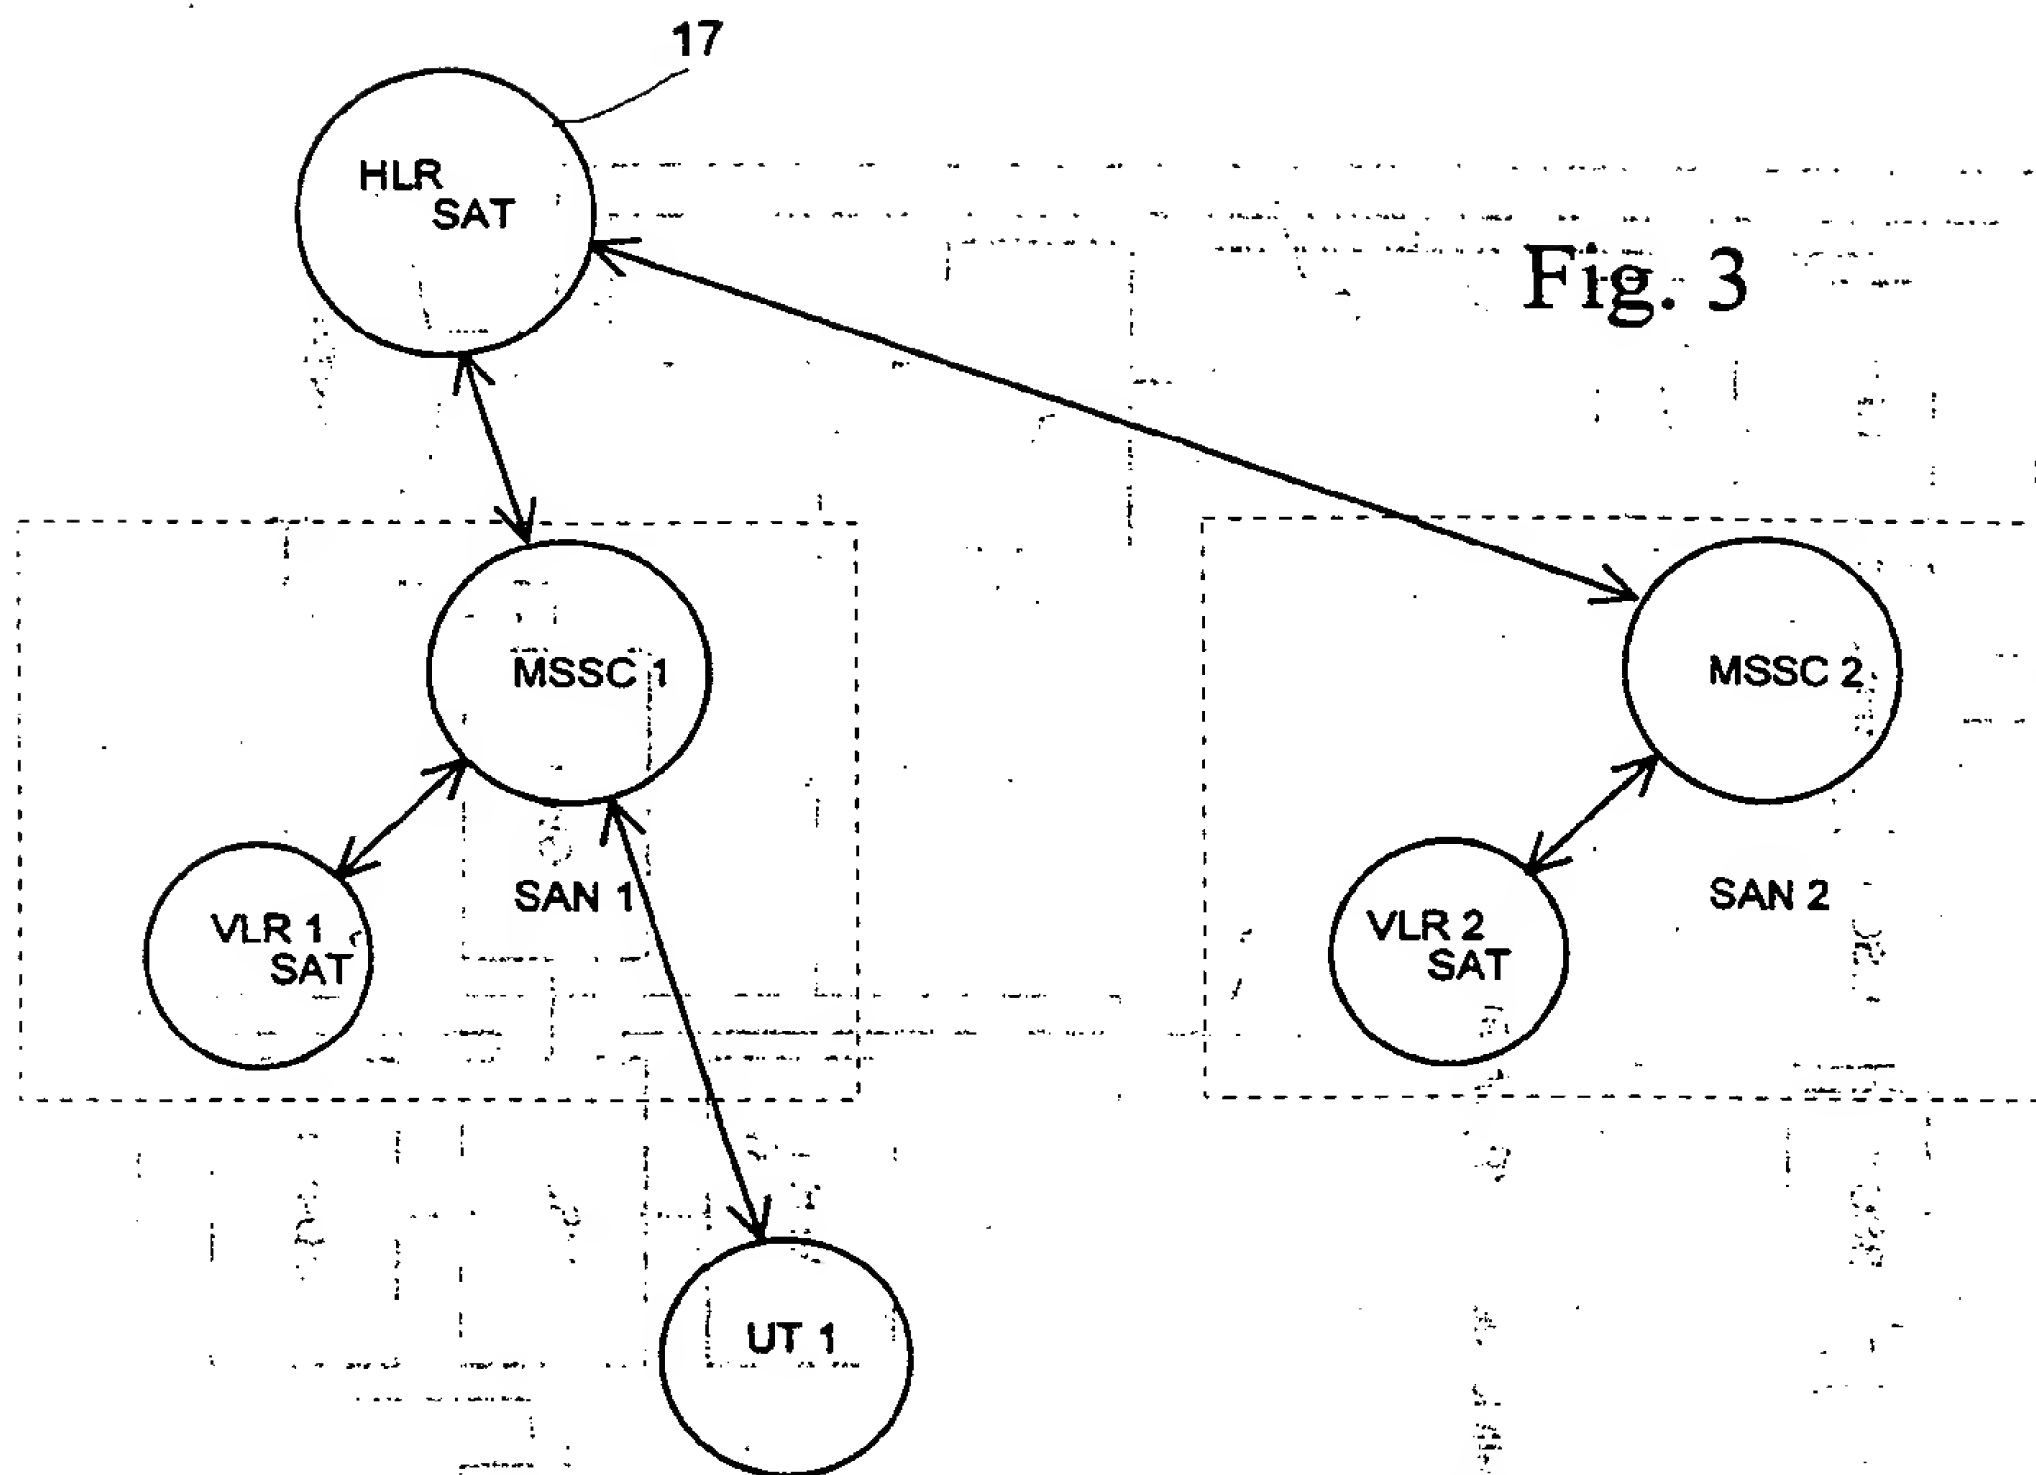 17
HLR SAT
Fig. 3
MSSC 1
MSSC 2
SAN 1
SAN 2
VLR 1 SAT
VLR 2 SAT
UT 1